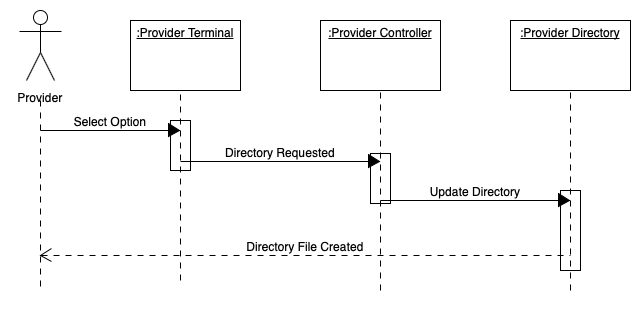 :Provider Terminal
:Provider Controller
:Provider Directory
Provider
Select Option
Directory Requested
Update Directory
Directory File Created